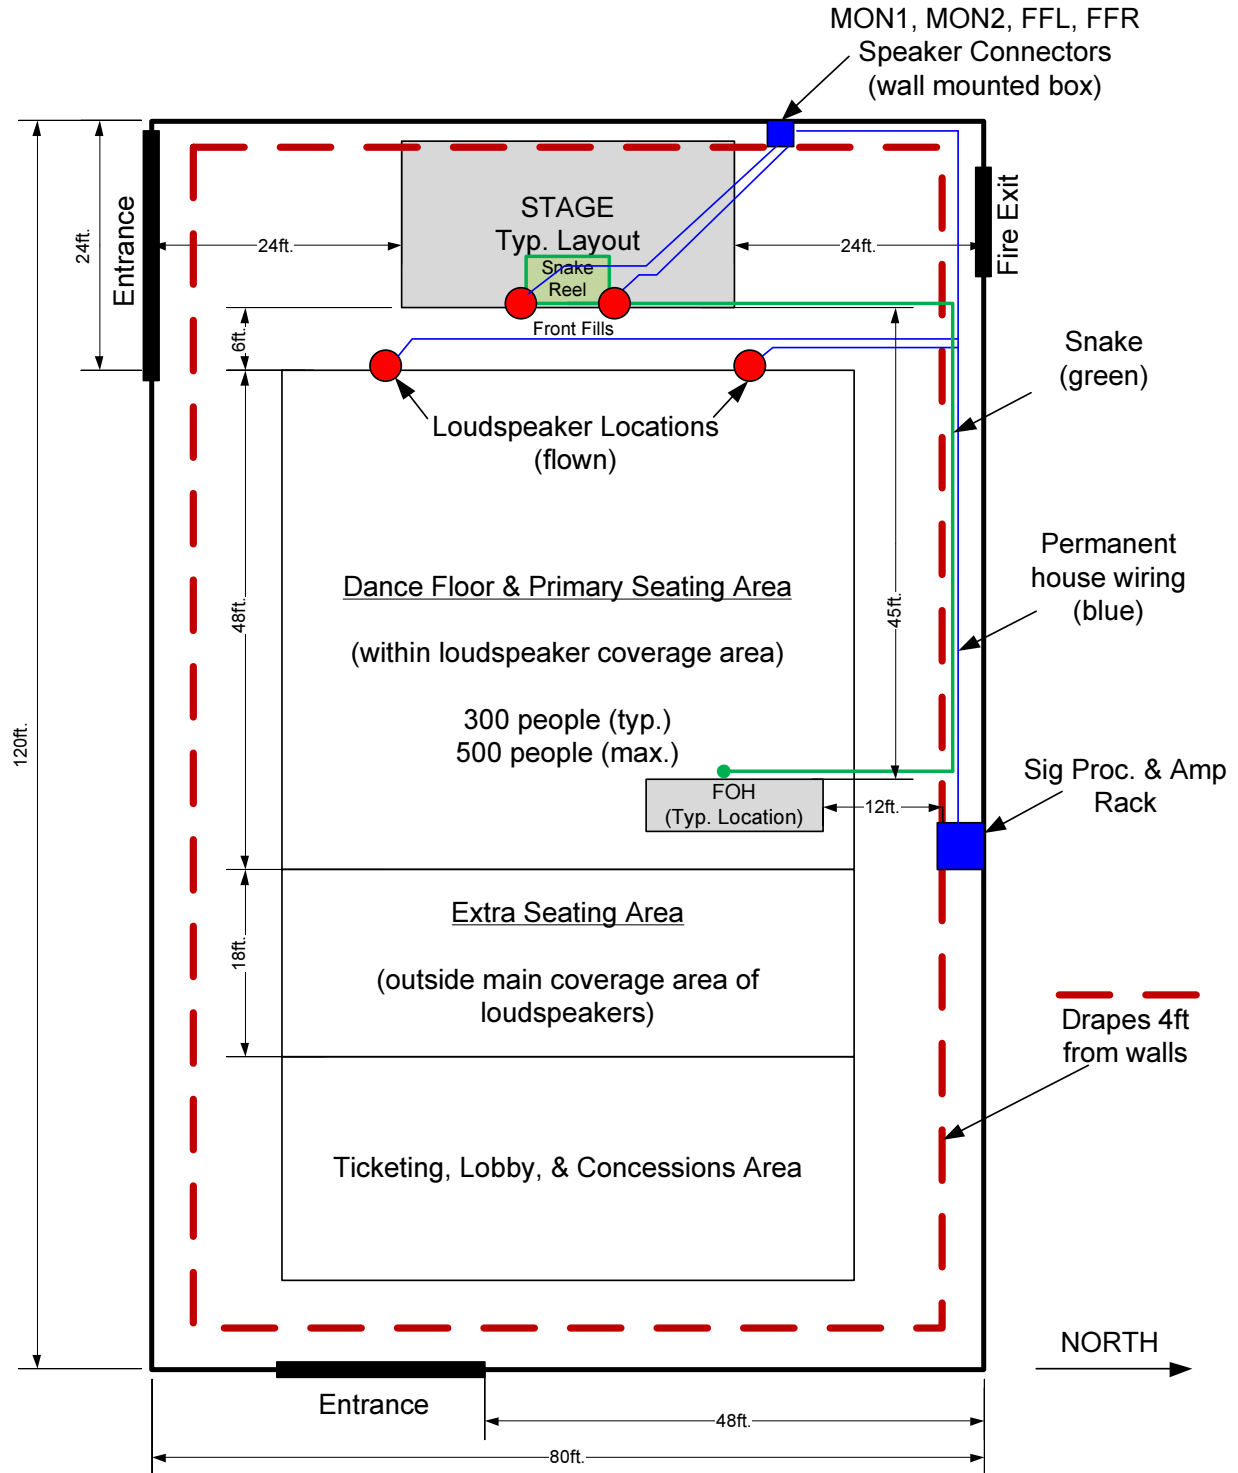 MON1, MON2, FFL, FFR
Speaker Connectors
(wall mounted box)
24ft.
Entrance
24ft.
STAGE
Typ. Layout
24ft.
Fire Exit
Snake
Reel
6ft.
Front Fills
Snake
(green)
Loudspeaker Locations
(flown)
48ft.
Dance Floor & Primary Seating Area
(within loudspeaker coverage area)
300 people (typ.)
500 people (max.)
45ft.
Permanent
house wiring
(blue)
120ft.
FOH
(Typ. Location)
12ft.
Sig Proc. & Amp
Rack
18ft.
Extra Seating Area
(outside main coverage area of
loudspeakers)
Drapes 4ft
from walls
Ticketing, Lobby, & Concessions Area
NORTH
Entrance
48ft.
80ft.